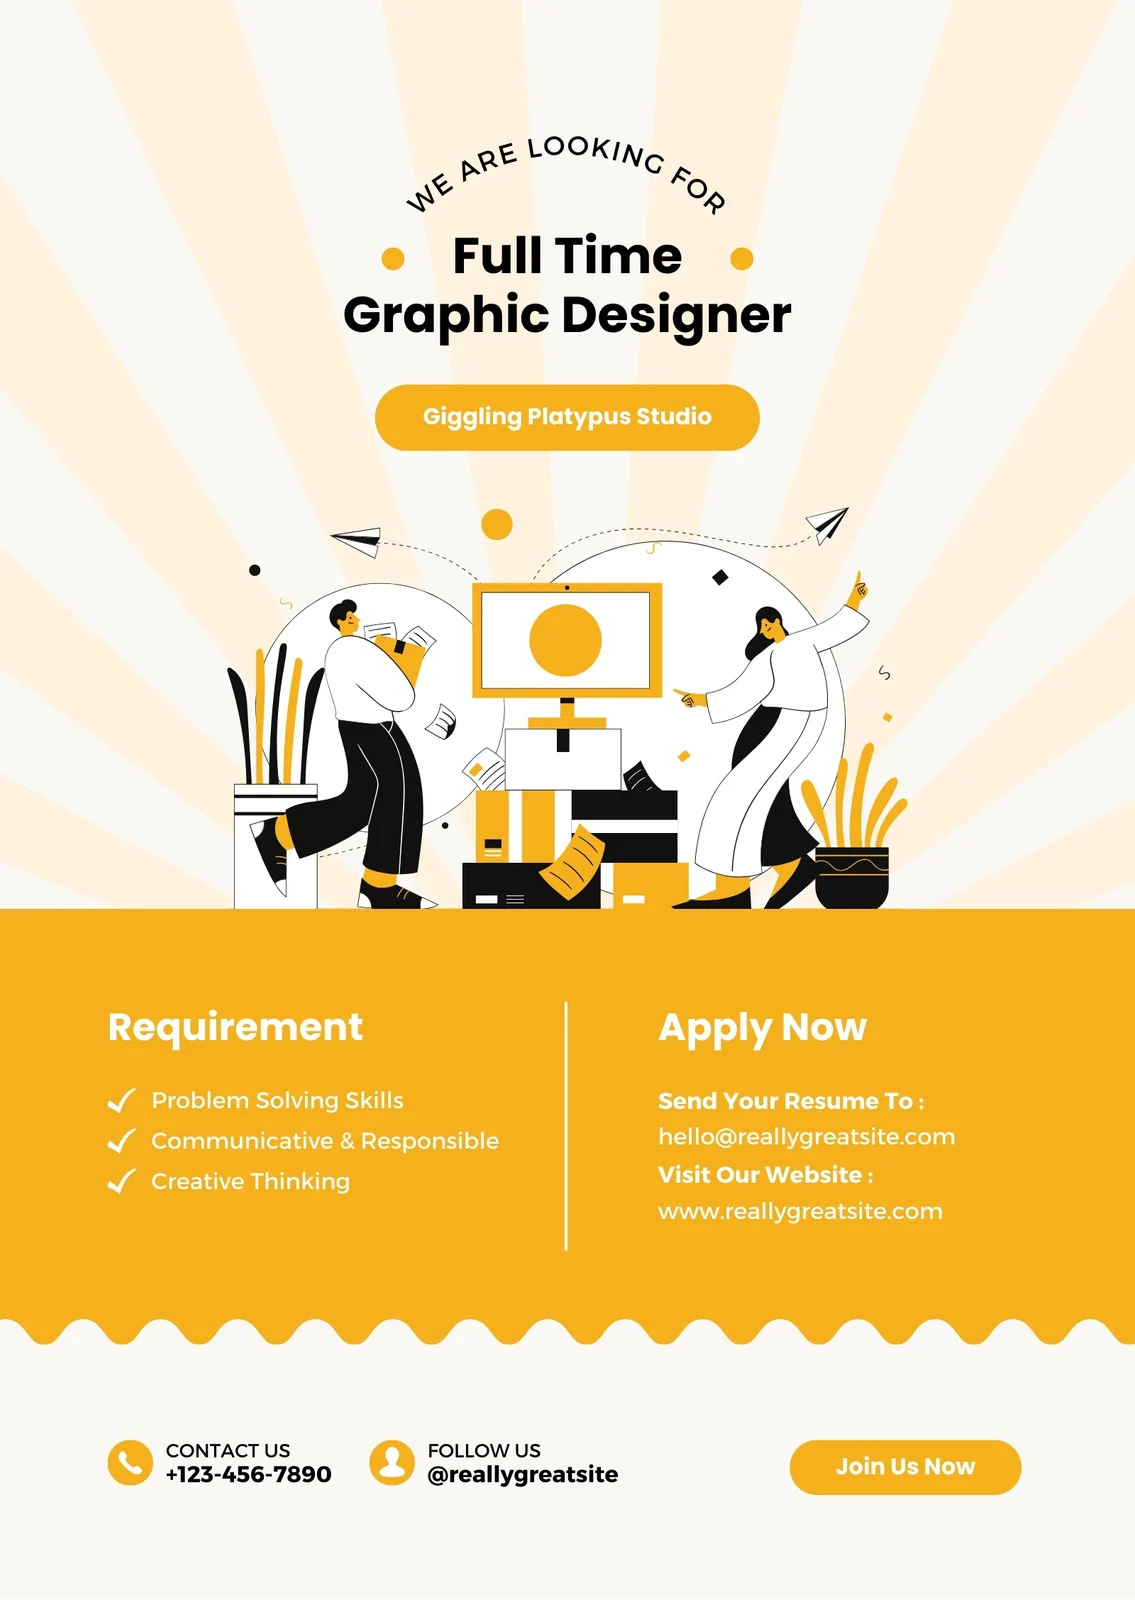 WE ARE LOOKING FOR
Full Time
Graphic Designer
Giggling Platypus Studio
Requirement
Problem Solving Skills
Communicative & Responsible
Creative Thinking
Apply Now
Send Your Resume To :
hello@reallygreatsite.com
Visit Our Website :
www.reallygreatsite.com
CONTACT US
+123-456-7890
FOLLOW US
@reallygreatsite
Join Us Now